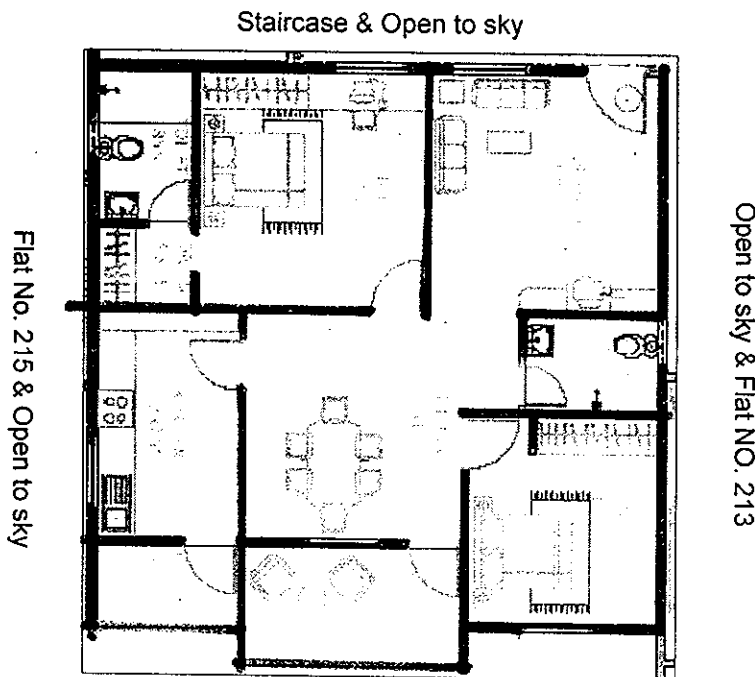 Staircase & Open to sky
Flat No. 215 & Open to sky
Open to sky & Flat NO. 213